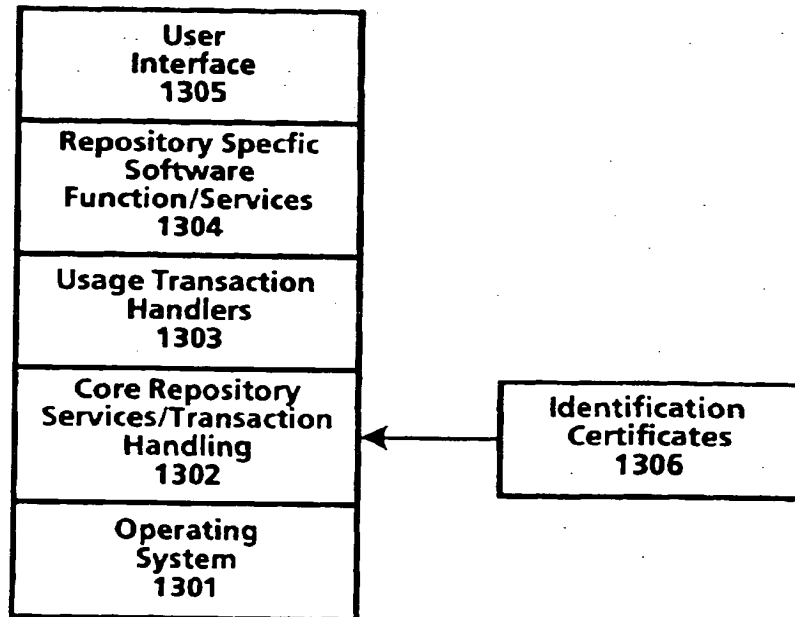 User
Interface
1305
Repository Specfic
Software
Function/Services
1304
Usage Transaction
Handlers
1303
Core Repository
Services/Transaction
Handling
1302
Identification
Certificates
1306
Operating
System
1301